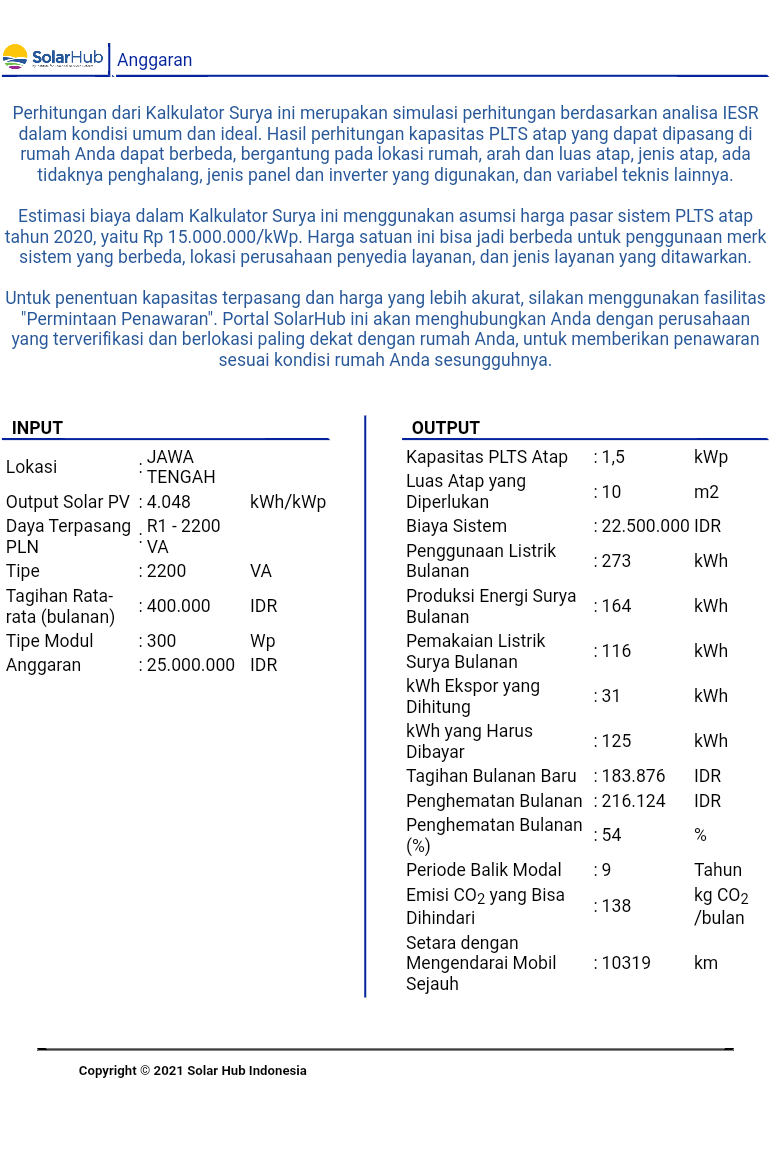 SolarHub Anggaran
Perhitungan dari Kalkulator Surya ini merupakan simulasi perhitungan berdasarkan analisa IESR
dalam kondisi umum dan ideal. Hasil perhitungan kapasitas PLTS atap yang dapat dipasang di
rumah Anda dapat berbeda, bergantung pada lokasi rumah, arah dan luas atap, jenis atap, ada
tidaknya penghalang, jenis panel dan inverter yang digunakan, dan variabel teknis lainnya.
Estimasi biaya dalam Kalkulator Surya ini menggunakan asumsi harga pasar sistem PLTS atap
tahun 2020, yaitu Rp 15.000.000/kWp. Harga satuan ini bisa jadi berbeda untuk penggunaan merk
sistem yang berbeda, lokasi perusahaan penyedia layanan, dan jenis layanan yang ditawarkan.
Untuk penentuan kapasitas terpasang dan harga yang lebih akurat, silakan menggunakan fasilitas
"Permintaan Penawaran". Portal SolarHub ini akan menghubungkan Anda dengan perusahaan
yang terverifikasi dan berlokasi paling dekat dengan rumah Anda, untuk memberikan penawaran
sesuai kondisi rumah Anda sesungguhnya.
INPUT
Lokasi : JAWA
TENGAH
Output Solar PV : 4.048 kWh/kWp
Daya Terpasang
PLN : R1 - 2200
VA
Tipe : 2200 VA
Tagihan Rata-
rata (bulanan) : 400.000 IDR
Tipe Modul : 300 Wp
Anggaran : 25.000.000 IDR
OUTPUT
Kapasitas PLTS Atap : 1,5 kWp
Luas Atap yang
Diperlukan : 10 m2
Biaya Sistem : 22.500.000 IDR
Penggunaan Listrik
Bulanan : 273 kWh
Produksi Energi Surya
Bulanan : 164 kWh
Pemakaian Listrik
Surya Bulanan : 116 kWh
kWh Ekspor yang
Dihitung : 31 kWh
kWh yang Harus
Dibayar : 125 kWh
Tagihan Bulanan Baru : 183.876 IDR
Penghematan Bulanan : 216.124 IDR
Penghematan Bulanan
(%) : 54 %
Periode Balik Modal : 9 Tahun
Emisi CO2 yang Bisa
Dihindari : 138 kg CO2
/bulan
Setara dengan
Mengendarai Mobil
Sejauh : 10319 km
Copyright © 2021 Solar Hub Indonesia